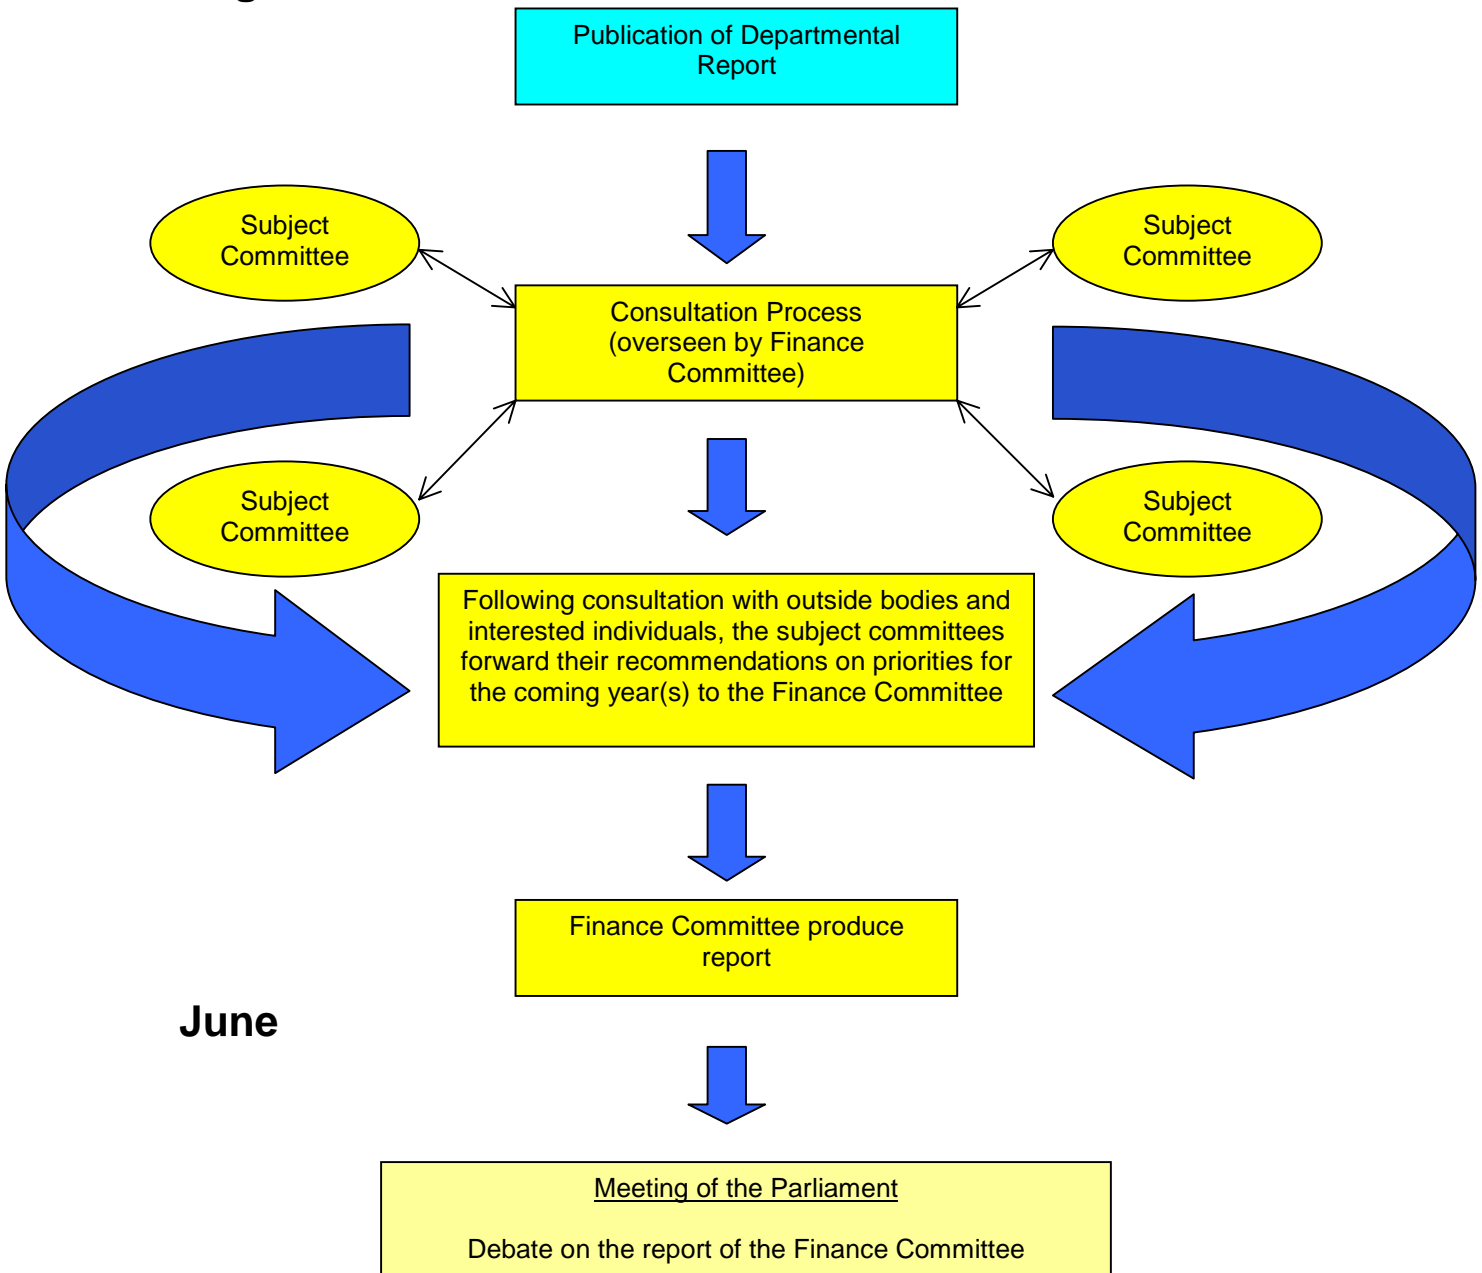 Publication of Departmental
Report
Subject
Committee
Subject
Committee
Consultation Process
(overseen by Finance
Committee)
Subject
Committee
Subject
Committee
Following consultation with outside bodies and
interested individuals, the subject committees
forward their recommendations on priorities for
the coming year(s) to the Finance Committee
Finance Committee produce
report
June
Meeting of the Parliament
Debate on the report of the Finance Committee